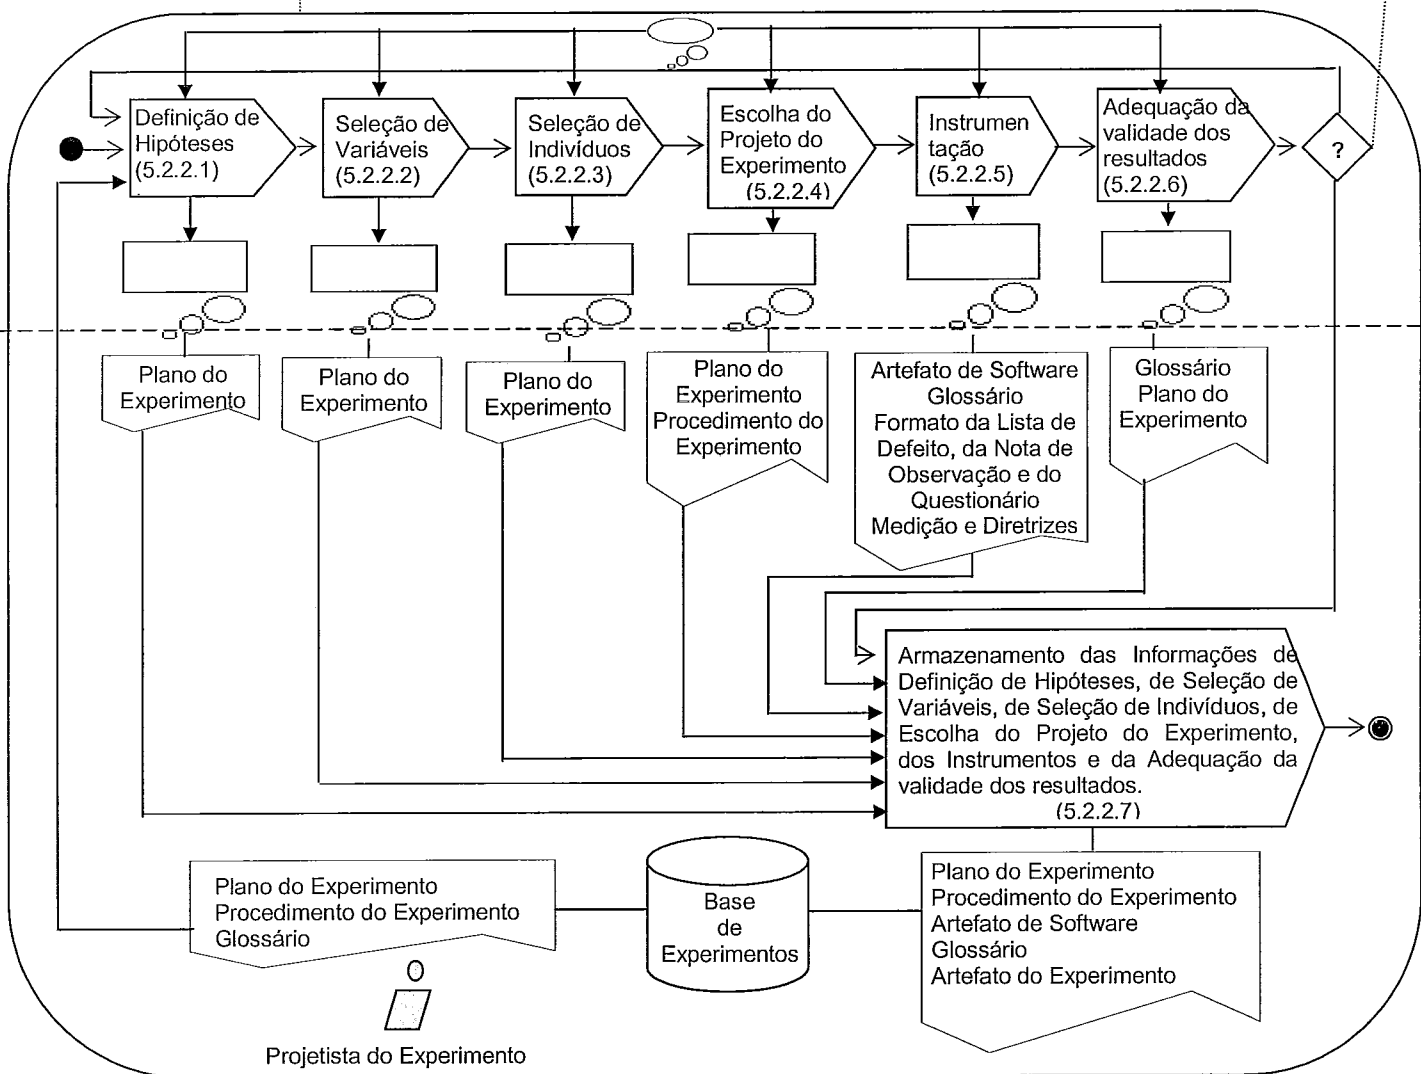 Definição de
Hipóteses
(5.2.2.1)
Seleção de
Variáveis
(5.2.2.2)
Seleção de
Indivíduos
(5.2.2.3)
Escolha do
Projeto do
Experimento
(5.2.2.4)
Instrumen
tação
(5.2.2.5)
Adequação da
validade dos
resultados
(5.2.2.6)
?
Plano do
Experimento
Plano do
Experimento
Plano do
Experimento
Plano do
Experimento
Procedimento do
Experimento
Artefato de Software
Glossário
Formato da Lista de
Defeito, da Nota de
Observação e do
Questionário
Medição e Diretrizes
Glossário
Plano do
Experimento
Armazenamento das Informações de
Definição de Hipóteses, de Seleção de
Variáveis, de Seleção de Indivíduos, de
Escolha do Projeto do Experimento,
dos Instrumentos e da Adequação da
validade dos resultados.
(5.2.2.7)
Plano do Experimento
Procedimento do Experimento
Glossário
Base
de
Experimentos
Plano do Experimento
Procedimento do Experimento
Artefato de Software
Glossário
Artefato do Experimento
Projetista do Experimento